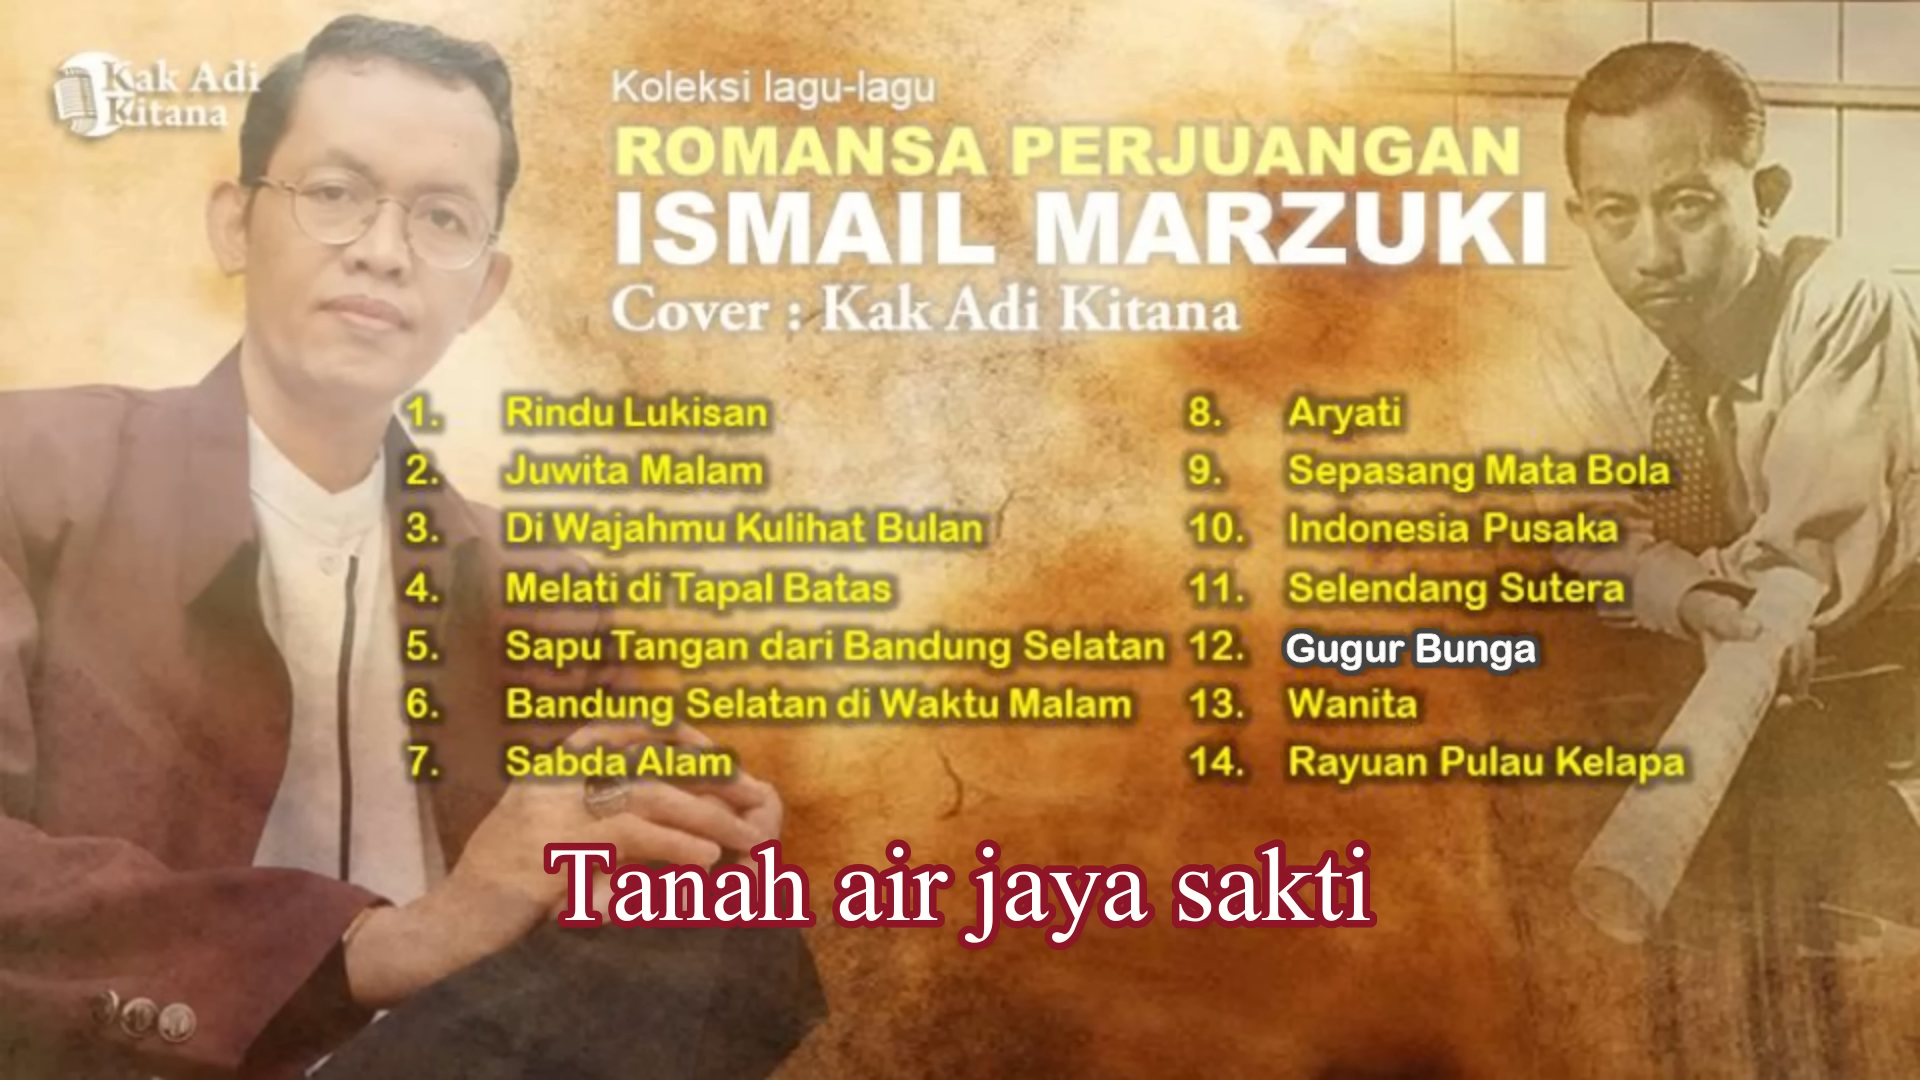 Kak Adi
Kitana
Koleksi lagu-lagu
ROMANSA PERJUANGAN
ISMAIL MARZUKI
Cover : Kak Adi Kitana
1. Rindu Lukisan
2. Juwita Malam
3. Di Wajahmu Kulihat Bulan
4. Melati di Tapal Batas
5. Sapu Tangan dari Bandung Selatan
6. Bandung Selatan di Waktu Malam
7. Sabda Alam
8. Aryati
9. Sepasang Mata Bola
10. Indonesia Pusaka
11. Selendang Sutera
12. Gugur Bunga
13. Wanita
14. Rayuan Pulau Kelapa
Tanah air jaya sakti